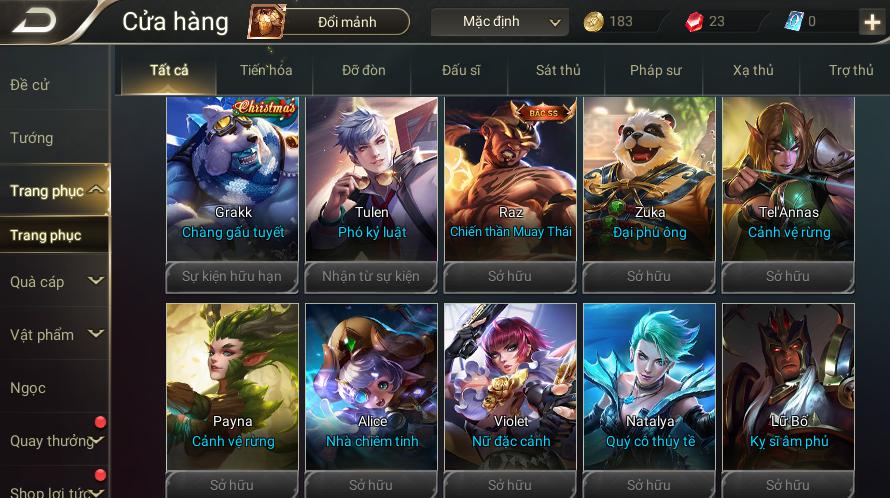 Cửa hàng
Đổi mảnh
Mặc định
183
23
0
Đề cử
Tướng
Trang phục
Trang phục
Quà cáp
Vật phẩm
Ngọc
Quay thưởng
Shop lợi tức
Tất cả
Tiến hóa
Đỡ đòn
Đấu sĩ
Sát thủ
Pháp sư
Xạ thủ
Trợ thủ
Christmas
Grakk
Chàng gấu tuyết
Sự kiện hữu hạn
Tulen
Phó kỷ luật
Nhận từ sự kiện
BẬC SS
Raz
Chiến thần Muay Thái
Sở hữu
Zuka
Đại phú ông
Sở hữu
Tel'Annas
Cảnh vệ rừng
Sở hữu
Payna
Cảnh vệ rừng
Sở hữu
Alice
Nhà chiêm tinh
Sở hữu
Violet
Nữ đặc cảnh
Sở hữu
Natalya
Quý cô thủy tề
Sở hữu
Lữ Bố
Kỵ sĩ âm phủ
Sở hữu